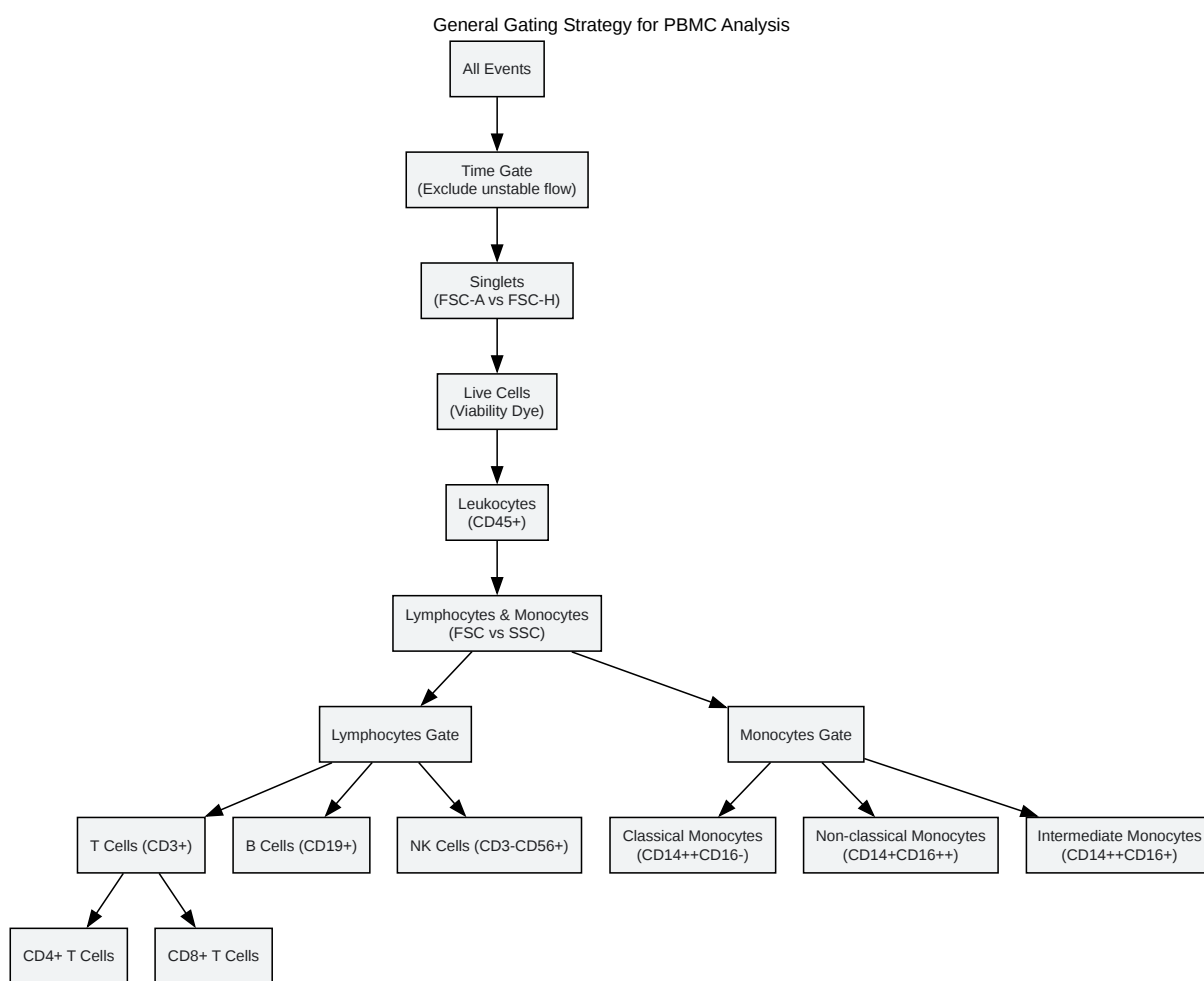 General Gating Strategy for PBMC Analysis
All Events
Time Gate
(Exclude unstable flow)
Singlets
(FSC-A vs FSC-H)
Live Cells
(Viability Dye)
Leukocytes
(CD45+)
Lymphocytes & Monocytes
(FSC vs SSC)
Lymphocytes Gate
Monocytes Gate
T Cells (CD3+)
B Cells (CD19+)
NK Cells (CD3-CD56+)
Classical Monocytes
(CD14++CD16-)
Non-classical Monocytes
(CD14+CD16++)
Intermediate Monocytes
(CD14++CD16+)
CD4+ T Cells
CD8+ T Cells